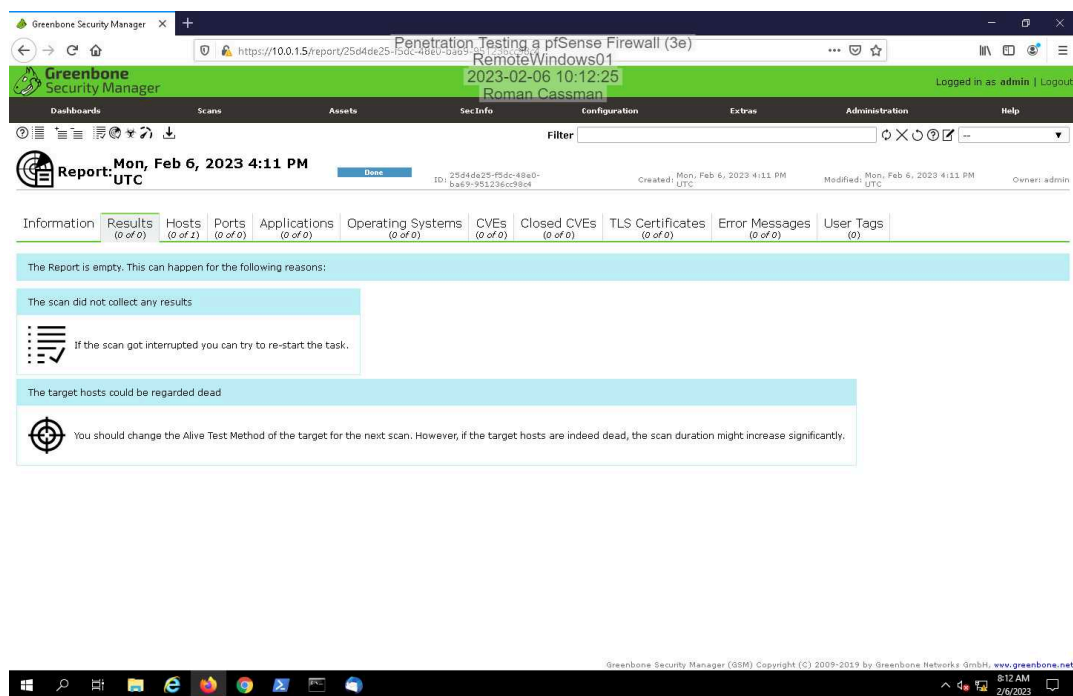 Greenbone Security Manager
https://10.0.1.5/report/25d4de25-f5dc-48e0-ba69-951236cc98c4
Penetration Testing a pfSense Firewall (3e)
RemoteWindows01
2023-02-06 10:12:25
Roman Cassman
Greenbone
Security Manager
Logged in as admin | Logout
Dashboards Scans Assets SecInfo Configuration Extras Administration Help
Filter
--
Report: Mon, Feb 6, 2023 4:11 PM
UTC
Done
ID: 25d4de25-f5dc-48e0-
ba69-951236cc98c4
Created: Mon, Feb 6, 2023 4:11 PM
UTC
Modified: Mon, Feb 6, 2023 4:11 PM
UTC
Owner: admin
Information Results Hosts Ports Applications Operating Systems CVEs Closed CVEs TLS Certificates Error Messages User Tags
(0 of 0) (0 of 1) (0 of 0) (0 of 0) (0 of 0) (0 of 0) (0 of 0) (0 of 0) (0 of 0) (0)
The Report is empty. This can happen for the following reasons:
The scan did not collect any results
If the scan got interrupted you can try to re-start the task.
The target hosts could be regarded dead
You should change the Alive Test Method of the target for the next scan. However, if the target hosts are indeed dead, the scan duration might increase significantly.
Greenbone Security Manager (GSM) Copyright (C) 2009-2019 by Greenbone Networks GmbH, www.greenbone.net
8:12 AM
2/6/2023